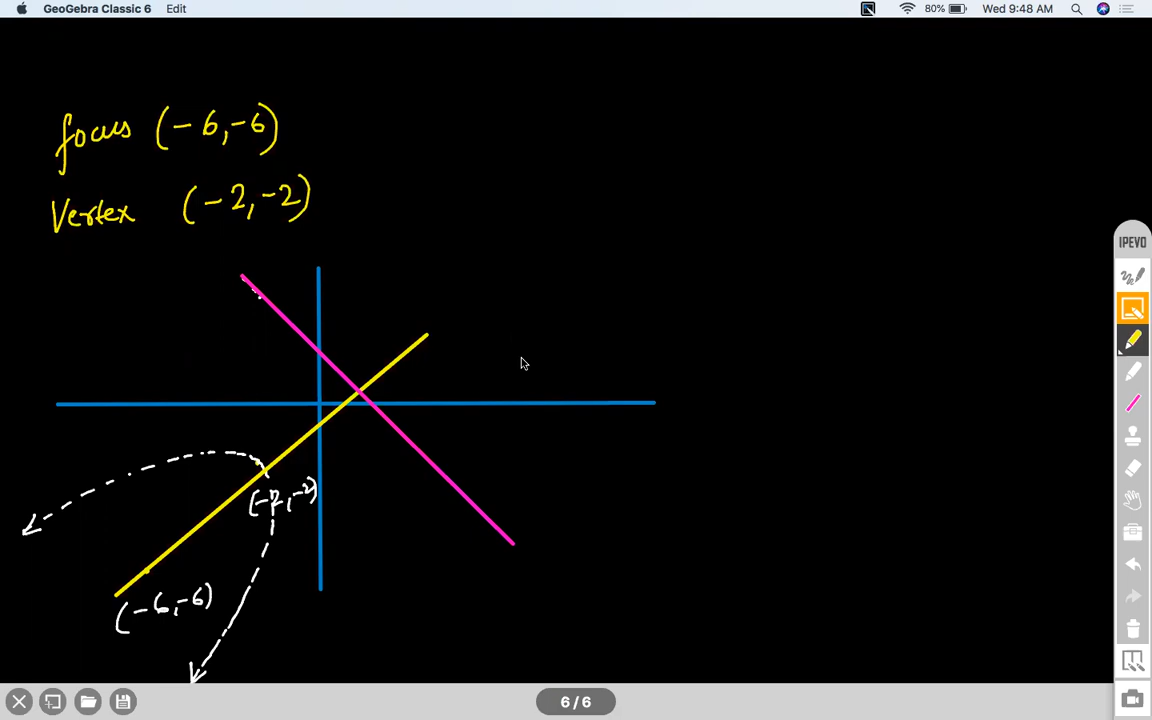 GeoGebra Classic 6 Edit 80% Wed 9:48 AM
focus (-6,-6)
Vertex (-2,-2)
IPEVO
(-2,-2)
(-6,-6)
6 / 6